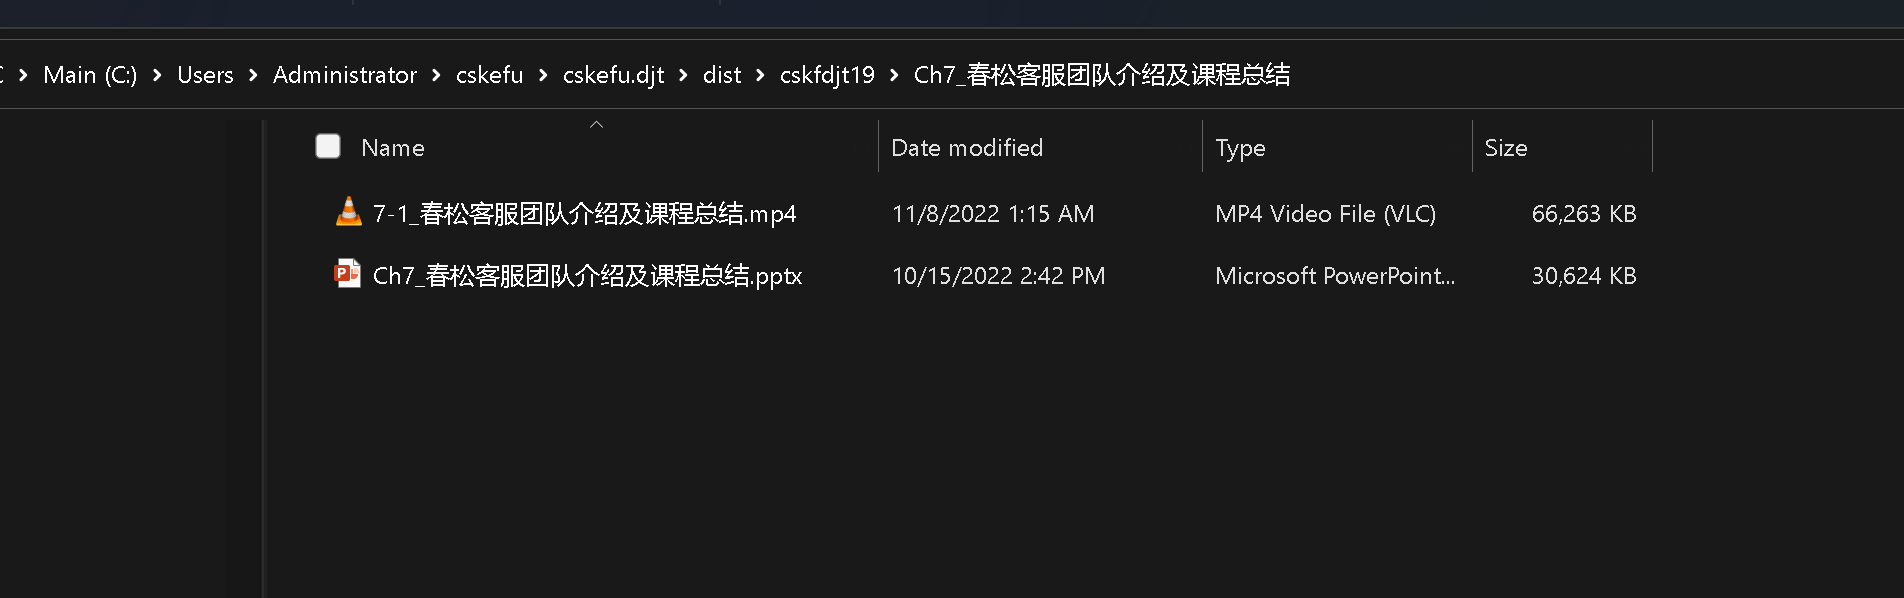 Main (C:) > Users > Administrator > cskefu > cskefu.djt > dist > cskfdjt19 > Ch7_春松客服团队介绍及课程总结
Name Date modified Type Size
7-1_春松客服团队介绍及课程总结.mp4 11/8/2022 1:15 AM MP4 Video File (VLC) 66,263 KB
Ch7_春松客服团队介绍及课程总结.pptx 10/15/2022 2:42 PM Microsoft PowerPoint... 30,624 KB